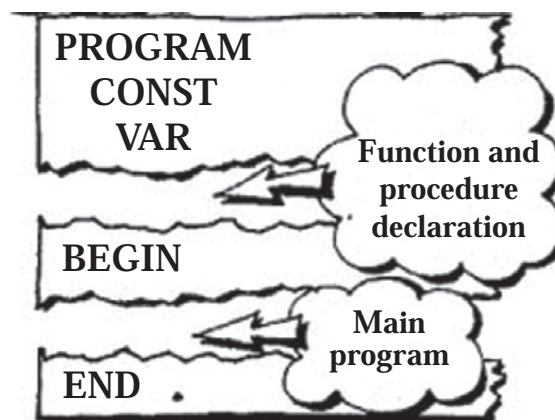 PROGRAM
CONST
VAR
Function and
procedure
declaration
BEGIN
Main
program
END .